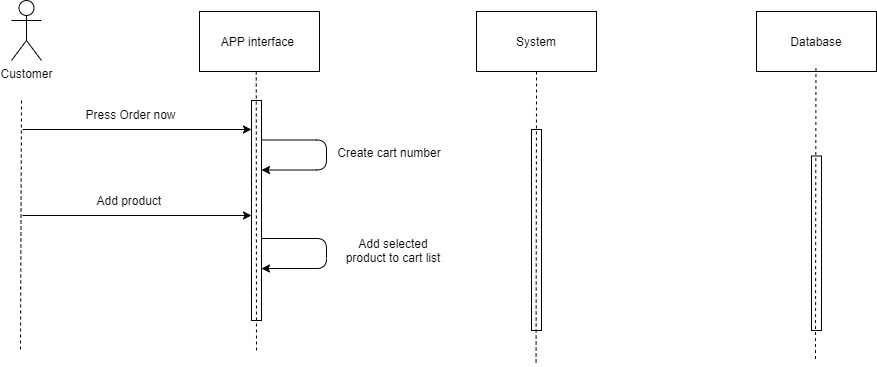 APP interface
System
Database
Customer
Press Order now
Create cart number
Add product
Add selected
product to cart list